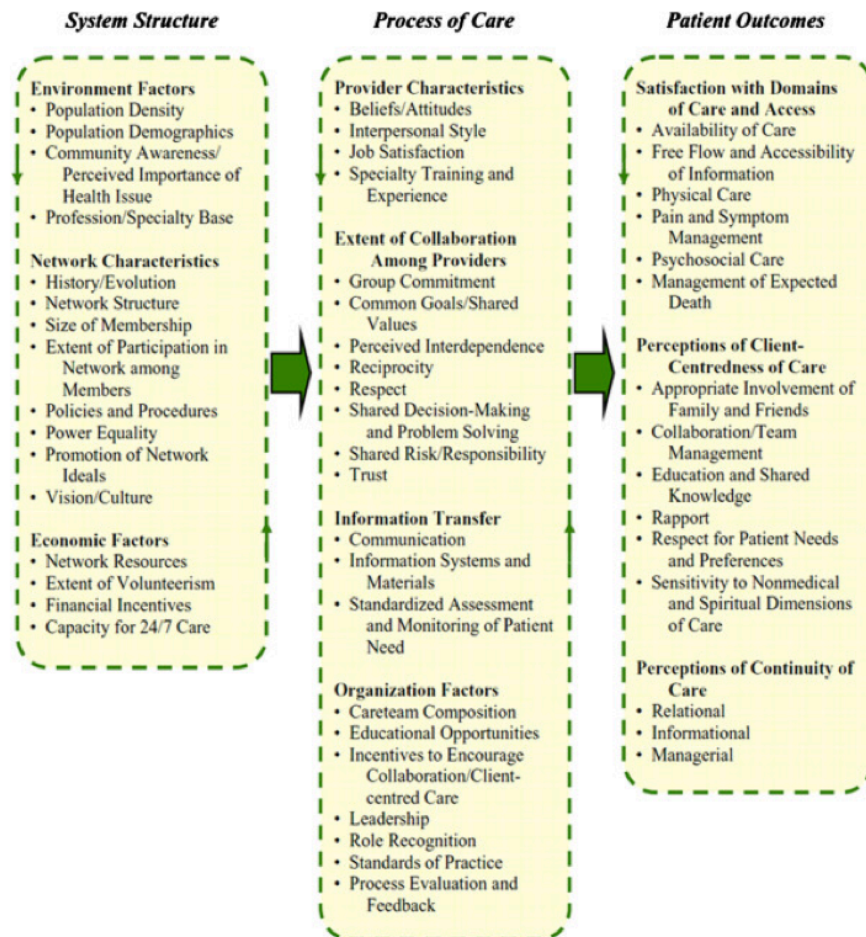 System Structure
Environment Factors
• Population Density
• Population Demographics
• Community Awareness/
Perceived Importance of
Health Issue
• Profession/Specialty Base
Network Characteristics
• History/Evolution
• Network Structure
• Size of Membership
• Extent of Participation in
Network among
Members
• Policies and Procedures
• Power Equality
• Promotion of Network
Ideals
• Vision/Culture
Economic Factors
• Network Resources
• Extent of Volunteerism
• Financial Incentives
• Capacity for 24/7 Care
Process of Care
Provider Characteristics
• Beliefs/Attitudes
• Interpersonal Style
• Job Satisfaction
• Specialty Training and
Experience
Extent of Collaboration
Among Providers
• Group Commitment
• Common Goals/Shared
Values
• Perceived Interdependence
• Reciprocity
• Respect
• Shared Decision-Making
and Problem Solving
• Shared Risk/Responsibility
• Trust
Information Transfer
• Communication
• Information Systems and
Materials
• Standardized Assessment
and Monitoring of Patient
Need
Organization Factors
• Careteam Composition
• Educational Opportunities
• Incentives to Encourage
Collaboration/Client-
centred Care
• Leadership
• Role Recognition
• Standards of Practice
• Process Evaluation and
Feedback
Patient Outcomes
Satisfaction with Domains
of Care and Access
• Availability of Care
• Free Flow and Accessibility
of Information
• Physical Care
• Pain and Symptom
Management
• Psychosocial Care
• Management of Expected
Death
Perceptions of Client-
Centredness of Care
• Appropriate Involvement of
Family and Friends
• Collaboration/Team
Management
• Education and Shared
Knowledge
• Rapport
• Respect for Patient Needs
and Preferences
• Sensitivity to Nonmedical
and Spiritual Dimensions
of Care
Perceptions of Continuity of
Care
• Relational
• Informational
• Managerial